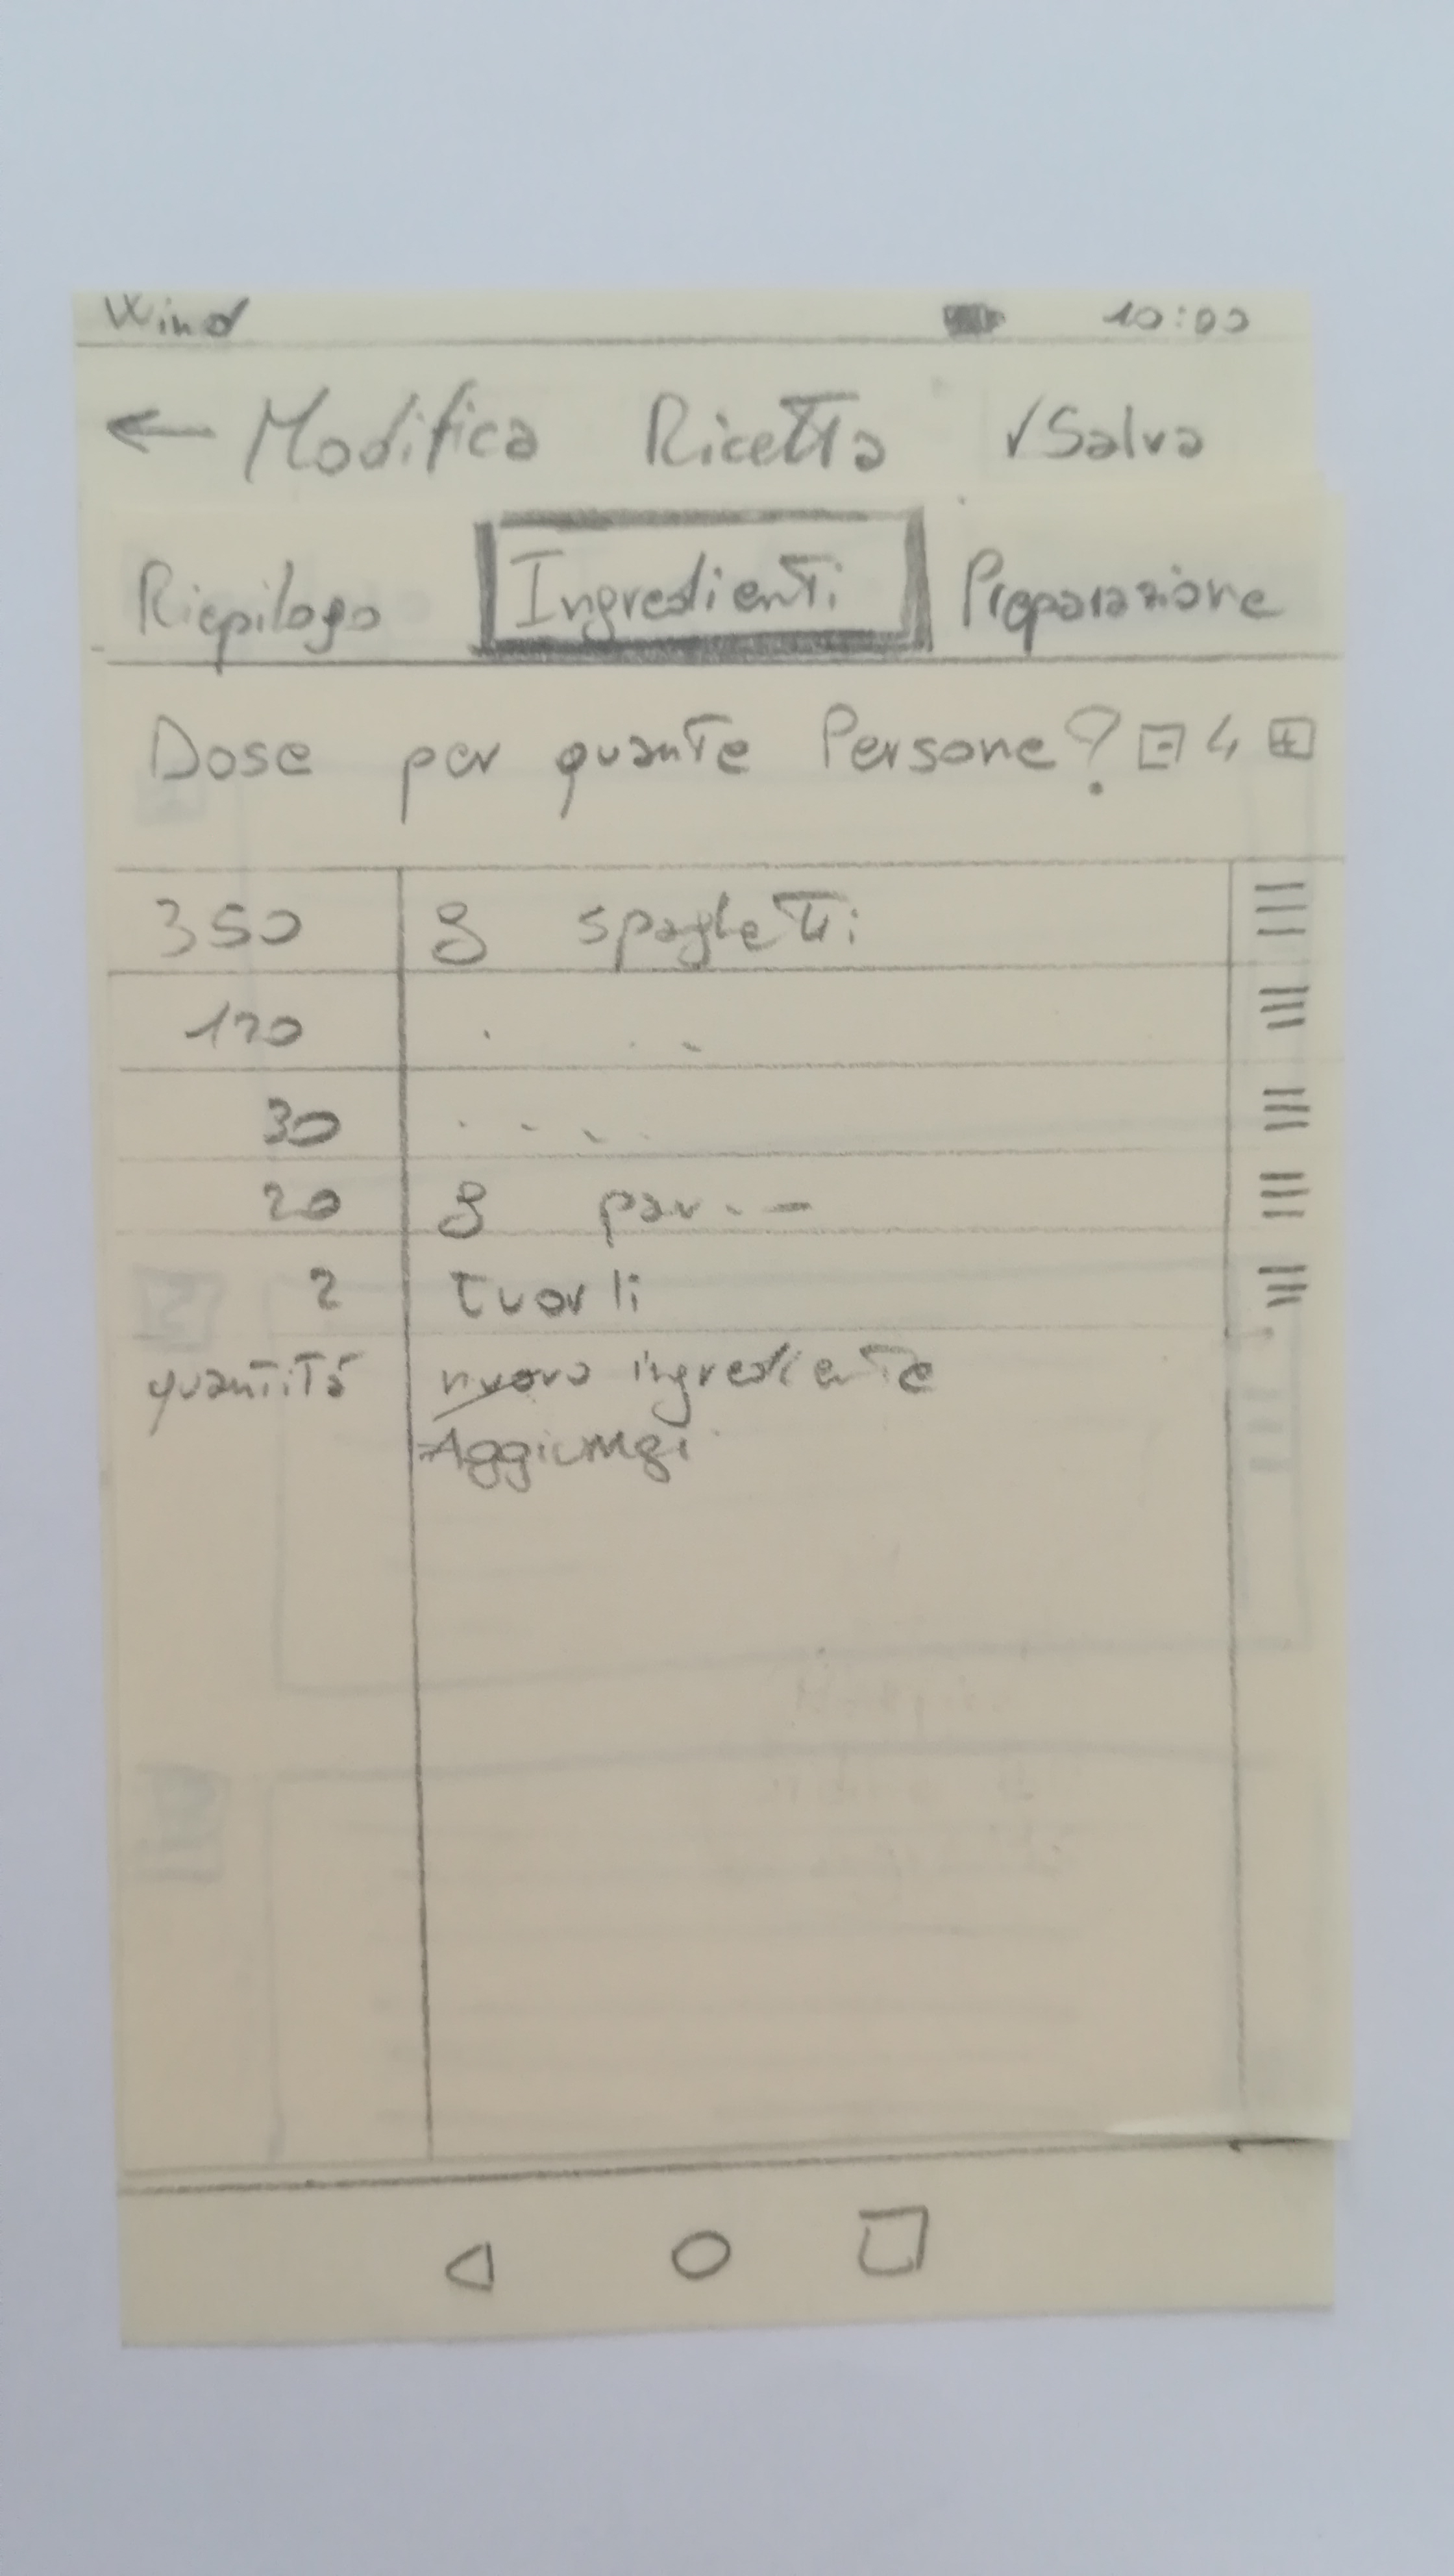 Wind 10:00
← Modifica Ricetta √Salva
Riepilogo Ingredienti Preparazione
Dose per quante Persone? - 4 +
350 g spaghetti
120 . . .
30 . . . .
20 g par. . -
2 tuorli
quantità nuovo ingrediente
Aggiungi